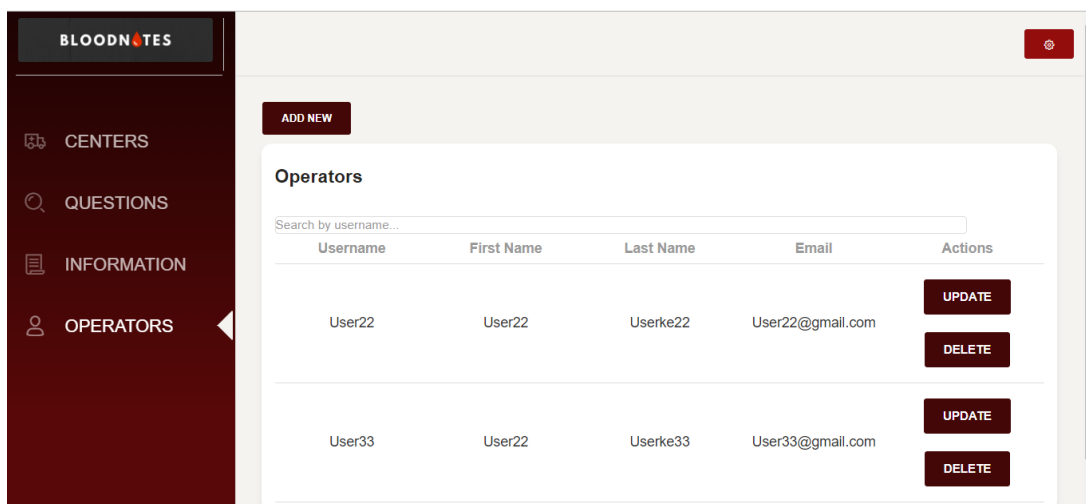 BLOODNOTES
CENTERS
QUESTIONS
INFORMATION
OPERATORS
ADD NEW
Operators
Search by username...
Username First Name Last Name Email Actions
User22 User22 Userke22 User22@gmail.com UPDATE
DELETE
User33 User22 Userke33 User33@gmail.com UPDATE
DELETE